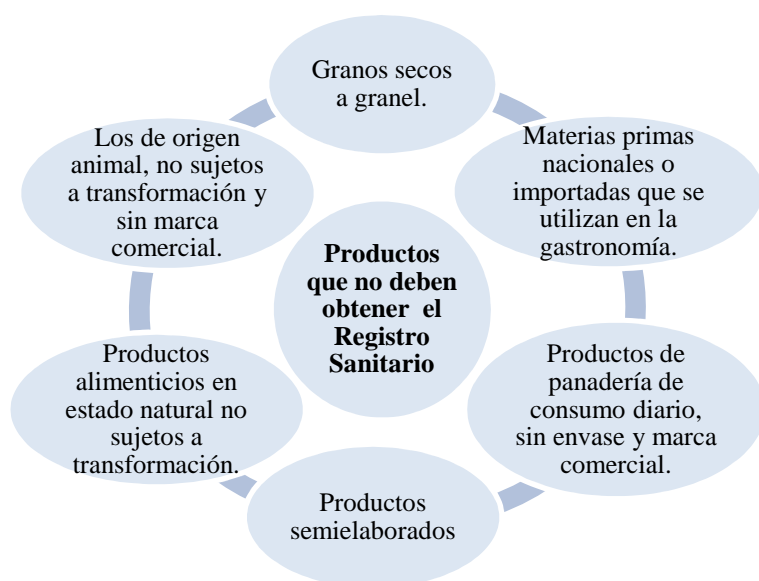 Granos secos
a granel.
Materias primas
nacionales o
importadas que se
utilizan en la
gastronomía.
Productos de
panadería de
consumo diario,
sin envase y marca
comercial.
Productos
semielaborados
Productos
alimenticios en
estado natural no
sujetos a
transformación.
Los de origen
animal, no sujetos
a transformación y
sin marca
comercial.
Productos
que no deben
obtener el
Registro
Sanitario